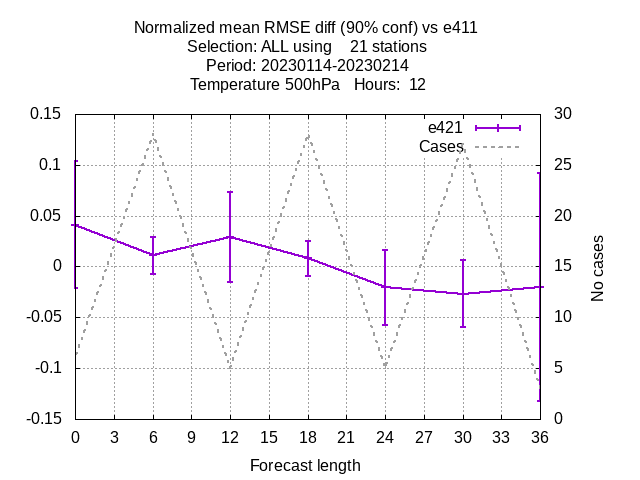 Normalized mean RMSE diff (90% conf) vs e411
Selection: ALL using    21 stations
Period: 20230114-20230214
Temperature 500hPa   Hours:  12
0.15
0.1
0.05
0
-0.05
-0.1
-0.15
30
25
20
15
10
5
0
e421
Cases
No cases
0 3 6 9 12 15 18 21 24 27 30 33 36
Forecast length